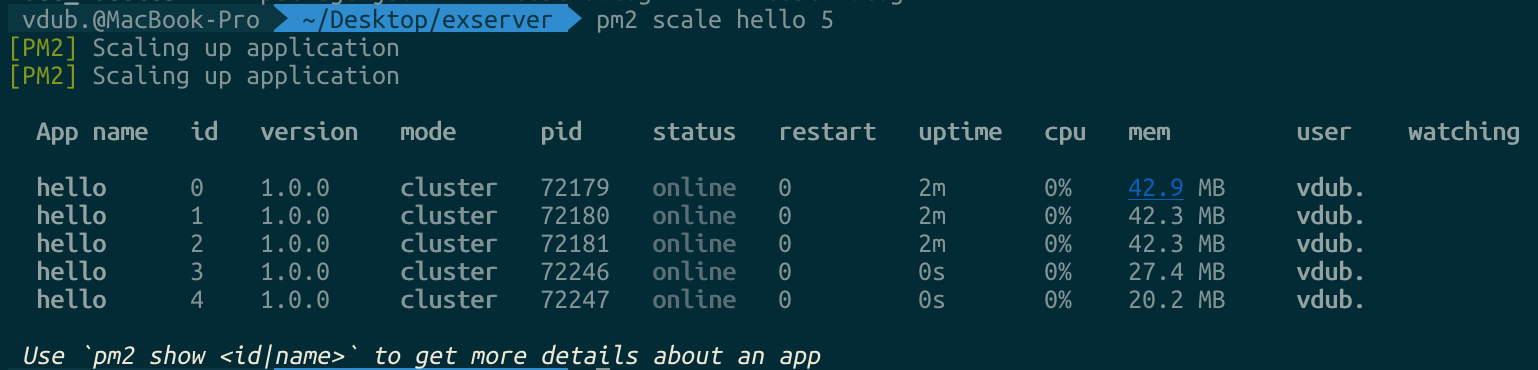 vdub.@MacBook-Pro. ~/Desktop/exserver pm2 scale hello 5
[PM2] Scaling up application
[PM2] Scaling up application
App name id version mode pid status restart uptime cpu mem user watching
hello 0 1.0.0 cluster 72179 online 0 2m 0% 42.9 MB vdub.
hello 1 1.0.0 cluster 72180 online 0 2m 0% 42.3 MB vdub.
hello 2 1.0.0 cluster 72181 online 0 2m 0% 42.3 MB vdub.
hello 3 1.0.0 cluster 72246 online 0 0s 0% 27.4 MB vdub.
hello 4 1.0.0 cluster 72247 online 0 0s 0% 20.2 MB vdub.
Use `pm2 show <id|name>` to get more details about an app